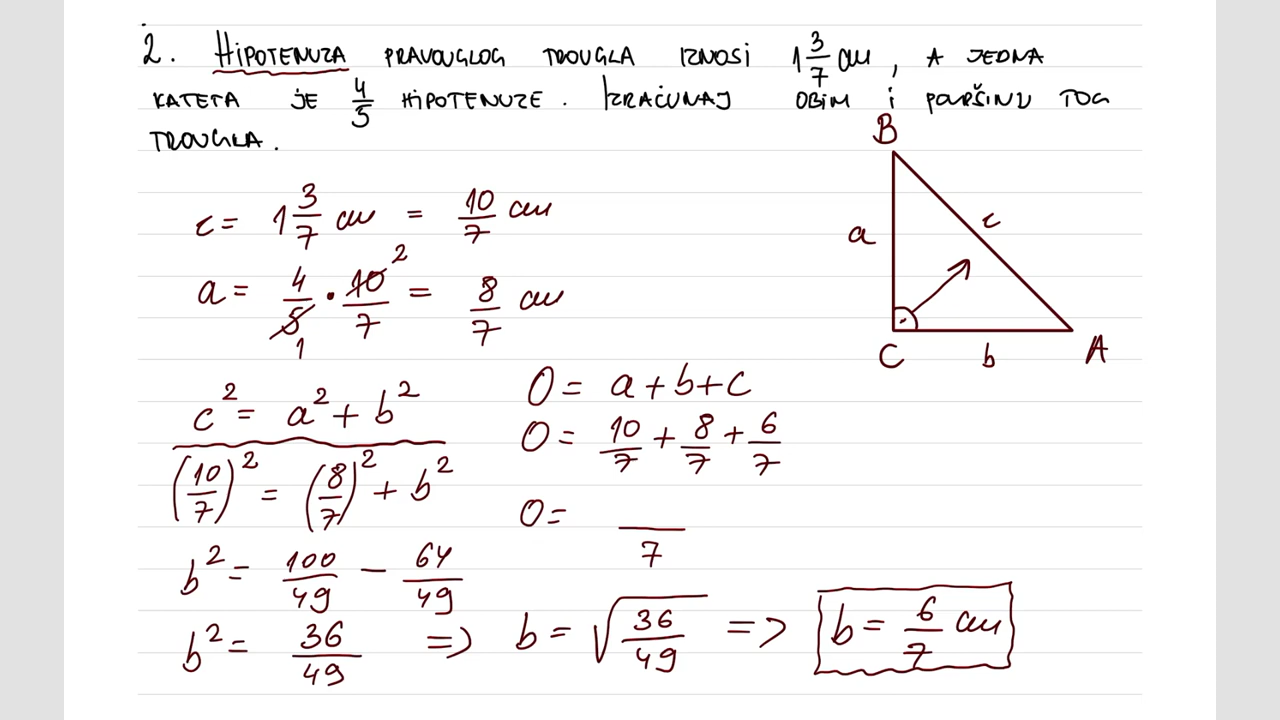 2. HIPOTENUZA PRAVOUGLOG TROUGLA IZNOSI 1 3/7 cm, A JEDNA
KATETA JE 4/5 HIPOTENUZE. IZRAČUNAJ OBIM I POVRŠINU TOG
TROUGLA.
B
c = 1 3/7 cm = 10/7 cm
a
c
a = 4/5 · 10/7 = 8/7 cm
2
1
C
b
A
c² = a² + b²
O = a + b + c
O = 10/7 + 8/7 + 6/7
(10/7)² = (8/7)² + b²
O = /7
b² = 100/49 - 64/49
b² = 36/49 => b = √36/49 => b = 6/7 cm